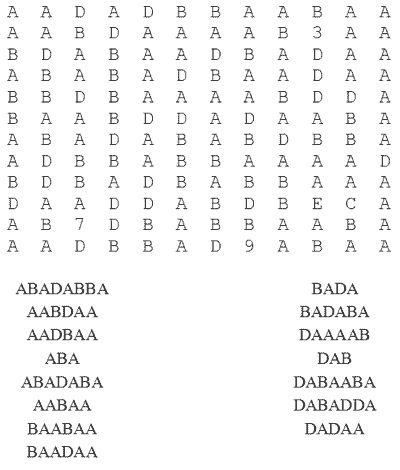 A A D A D B B A A B A A
A A B D A A A A B 3 A A
B D A B A A D B A D A A
A B A B A D B A A D A A
B B D B A A A A B D D A
B A A B D D A D A A B A
A B A D A B A B D B B A
A D B B A B B A A A A D
B D B A D B A B B A A A
D A A D D A B D B E C A
A B 7 D B A B B A A B A
A A D B B A D 9 A B A A
ABADABBA BADA
AABDAA BADABA
AADBAA DAAAAB
ABA DAB
ABADABA DABAABA
AABAA DABADDA
BAABAA DADAA
BAADAA